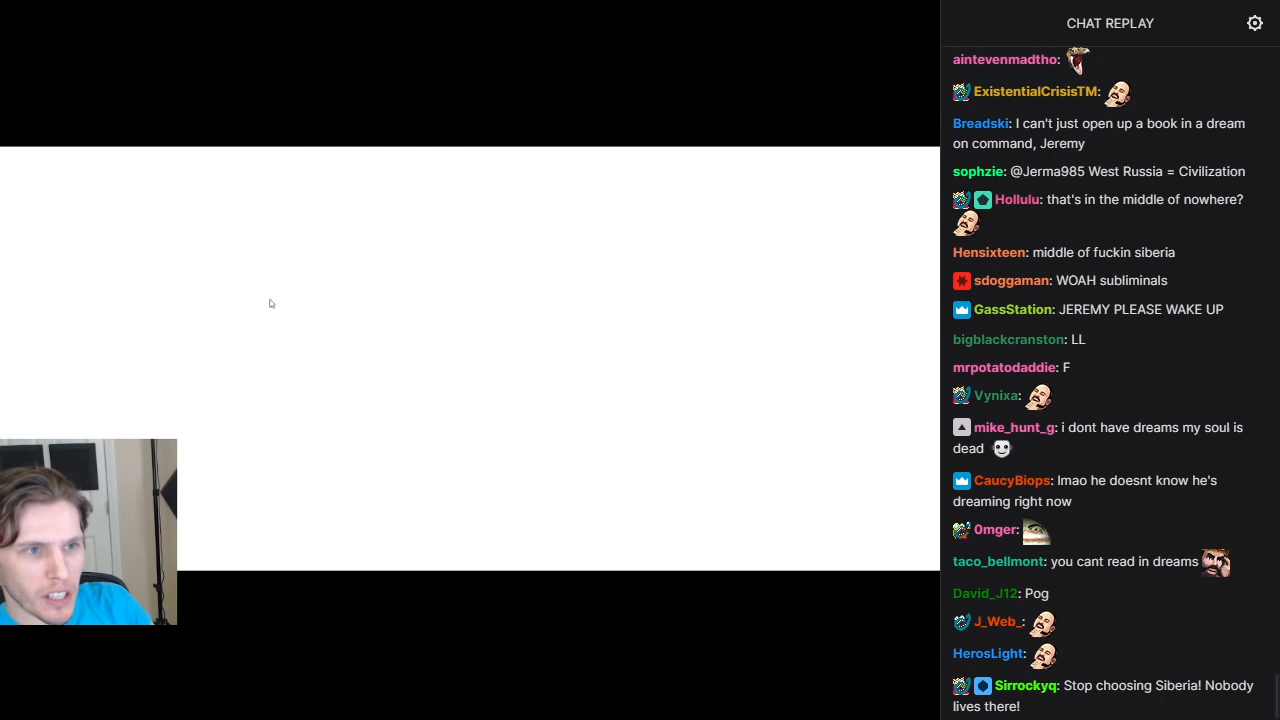 CHAT REPLAY
aintevenmadtho:
ExistentialCrisisTM:
Breadski: I can't just open up a book in a dream
on command, Jeremy
sophzie: @Jerma985 West Russia = Civilization
Hollulu: that's in the middle of nowhere?
Hensixteen: middle of fuckin siberia
sdoggaman: WOAH subliminals
GassStation: JEREMY PLEASE WAKE UP
bigblackcranston: LL
mrpotatodaddie: F
Vynixa:
mike_hunt_g: i dont have dreams my soul is
dead
CaucyBiops: lmao he doesnt know he's
dreaming right now
0mger:
taco_bellmont: you cant read in dreams
David_J12: Pog
J_Web_:
HerosLight:
Sirrockyq: Stop choosing Siberia! Nobody
lives there!